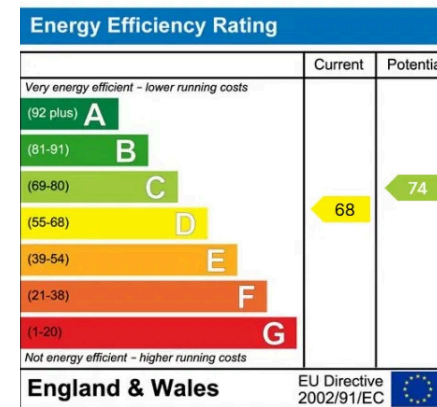 Energy Efficiency Rating
Current Potentia
Very energy efficient – lower running costs
(92 plus) A
(81-91) B
(69-80) C
74
(55-68) D
68
(39-54) E
(21-38) F
(1-20) G
Not energy efficient – higher running costs
England & Wales
EU Directive
2002/91/EC